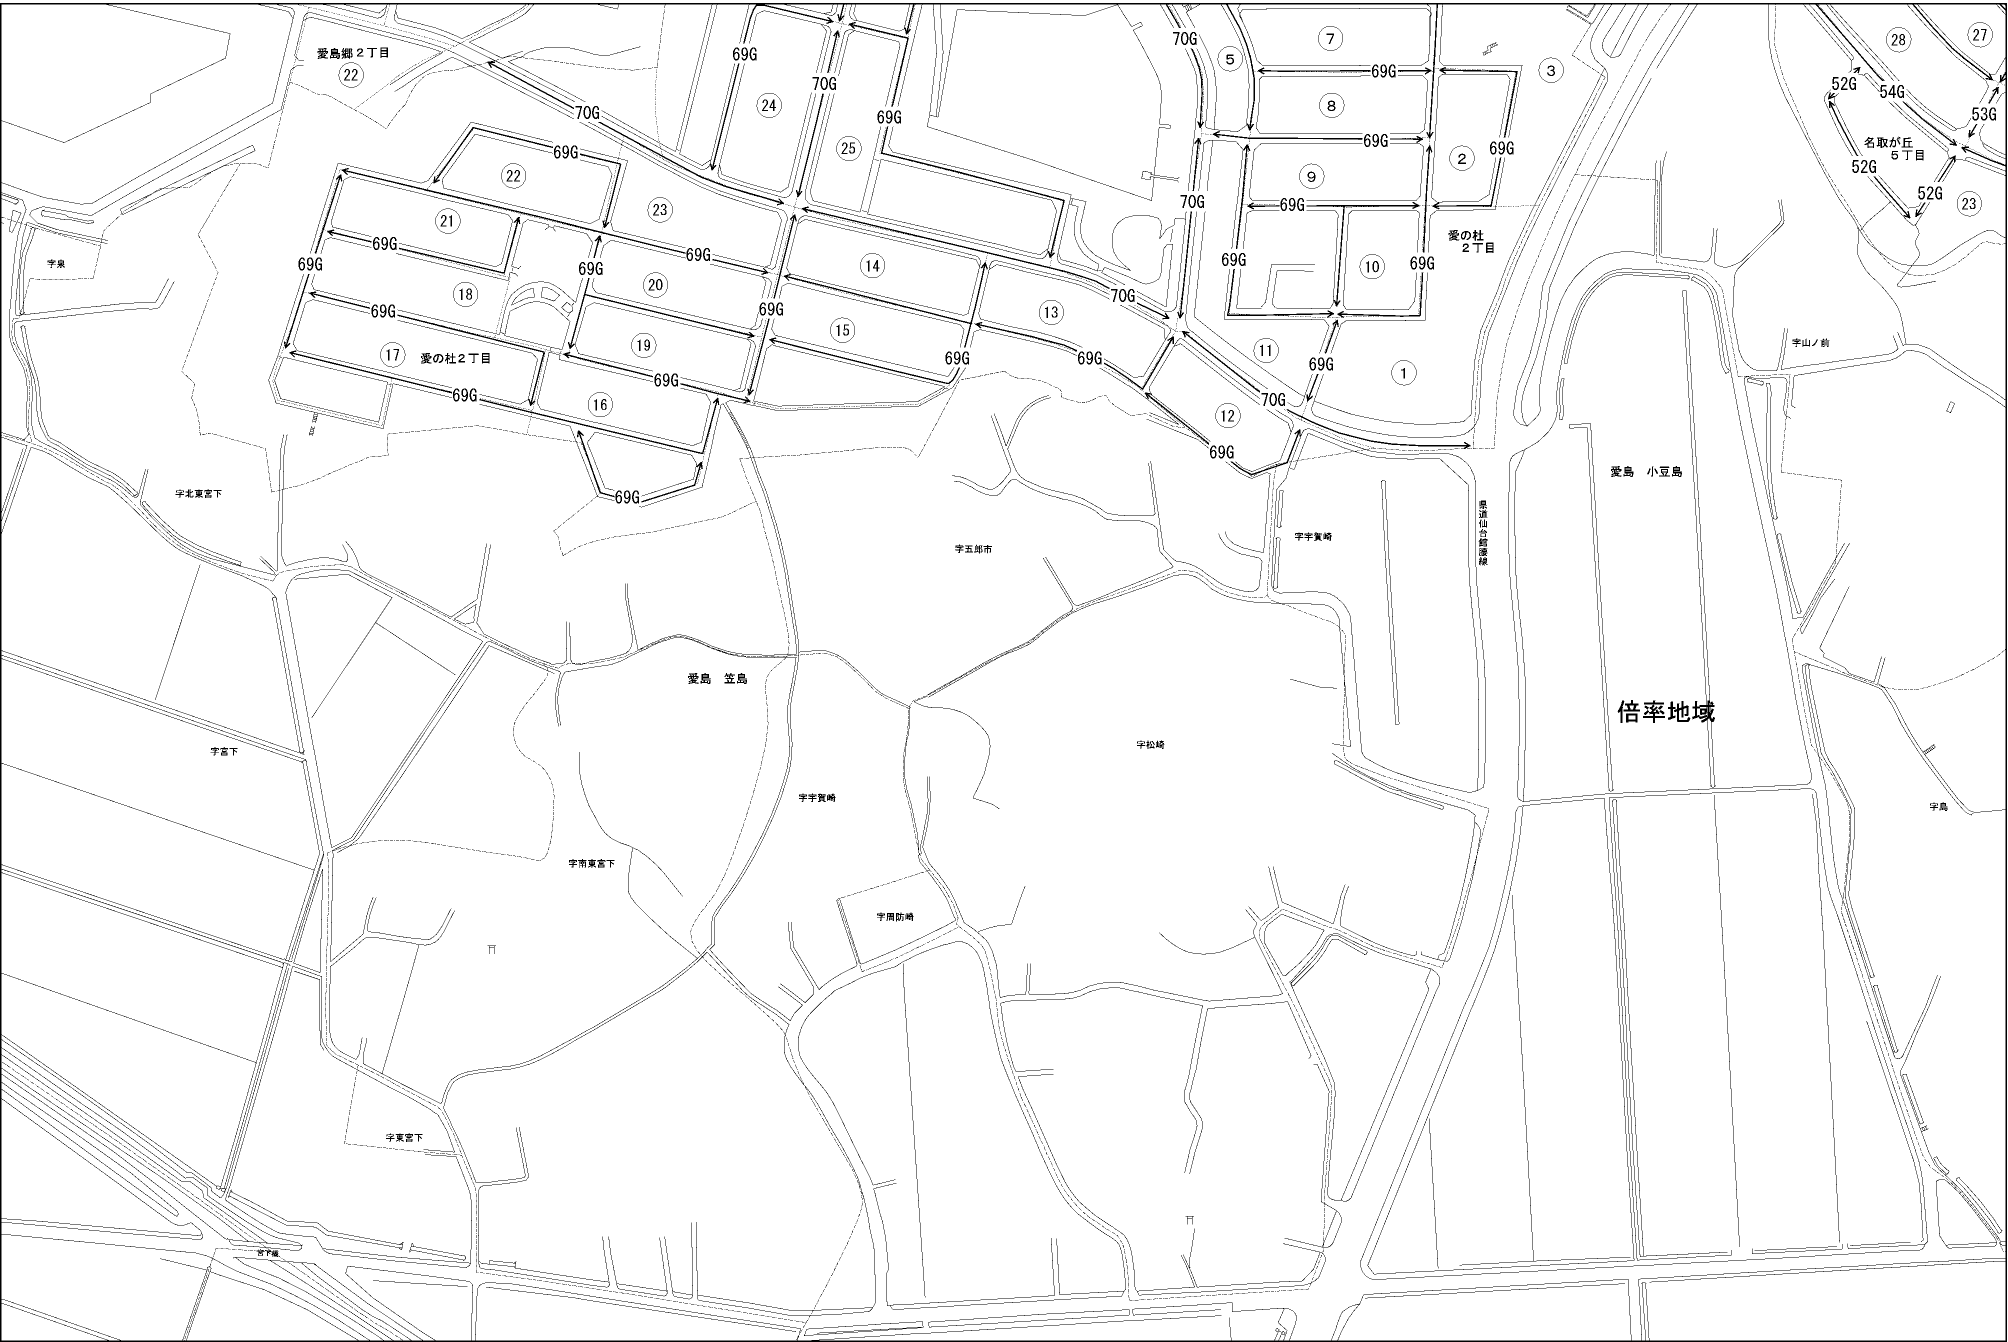 27
28
7
70G
5
3
愛島郷２丁目
69G
22
69G
70G
52G
54G
24
8
53G
70G
69G
名取が丘
５丁目
25
69G
69G
2
69G
69G
22
9
52G
52G
23
21
23
70G
69G
69G
愛の杜
２丁目
字泉
69G
69G
69G
69G
14
69G
10
69G
20
18
70G
69G
69G
13
15
字山ノ前
19
11
17
愛の杜２丁目
69G
69G
69G
1
69G
69G
16
70G
12
69G
愛島　小豆島
字北東宮下
69G
県道仙台館腰線
字宇賀崎
字五郎市
愛島　笠島
倍率地域
字松崎
字宮下
字宇賀崎
字島
字南東宮下
字周防崎
字東宮下
宮下橋